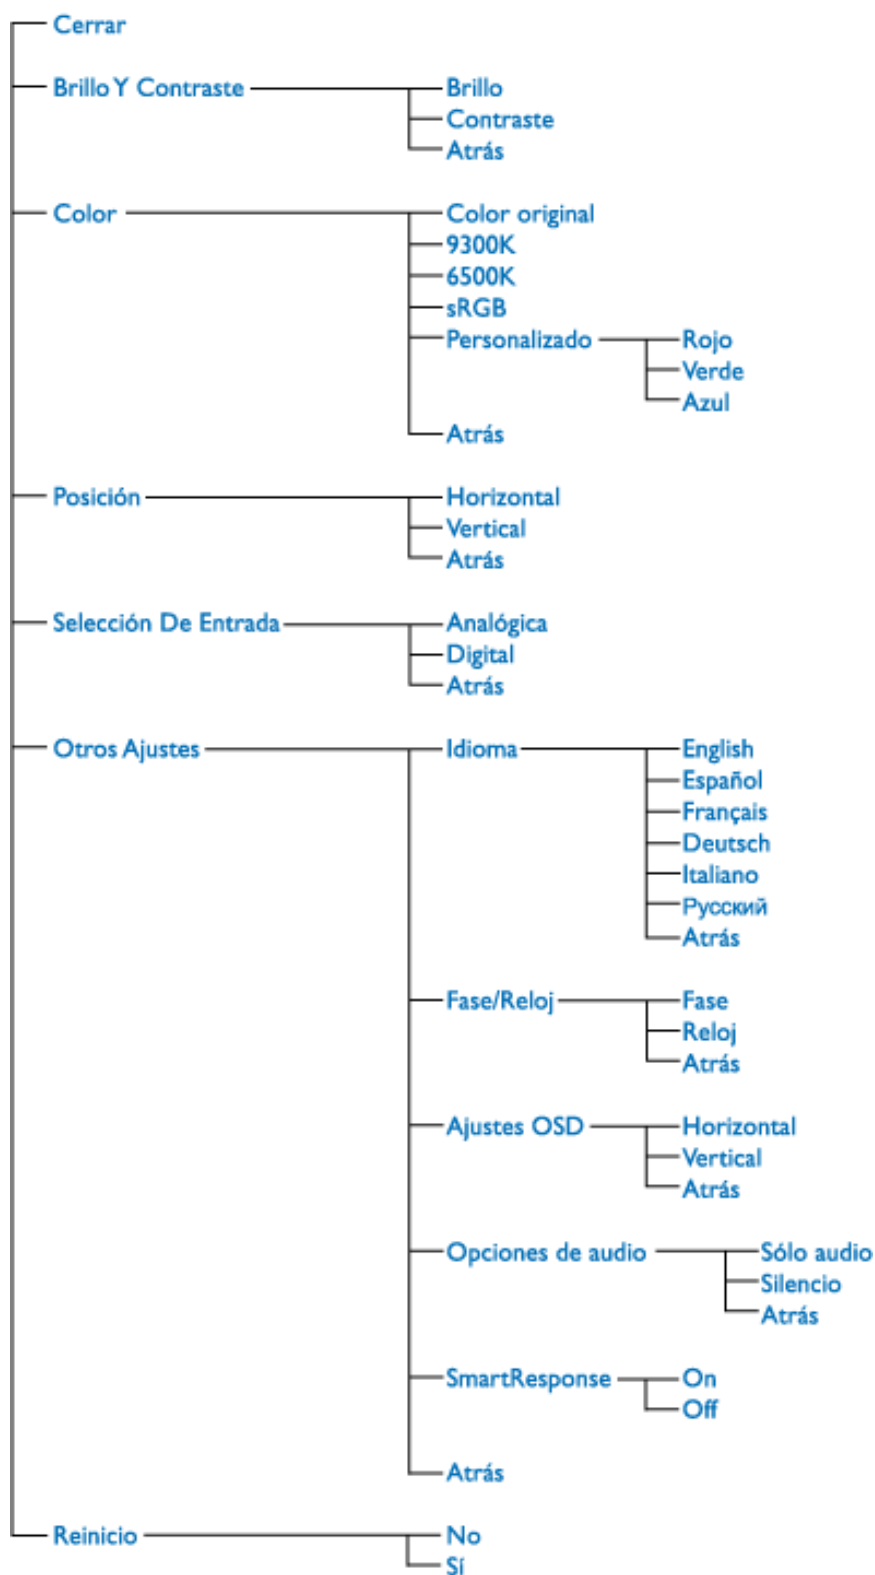 Cerrar
Brillo Y Contraste
Brillo
Contraste
Atrás
Color
Color original
9300K
6500K
sRGB
Personalizado
Rojo
Verde
Azul
Atrás
Posición
Horizontal
Vertical
Atrás
Selección De Entrada
Analógica
Digital
Atrás
Otros Ajustes
Idioma
English
Español
Français
Deutsch
Italiano
Русский
Atrás
Fase/Reloj
Fase
Reloj
Atrás
Ajustes OSD
Horizontal
Vertical
Atrás
Opciones de audio
Sólo audio
Silencio
Atrás
SmartResponse
On
Off
Atrás
Reinicio
No
Sí